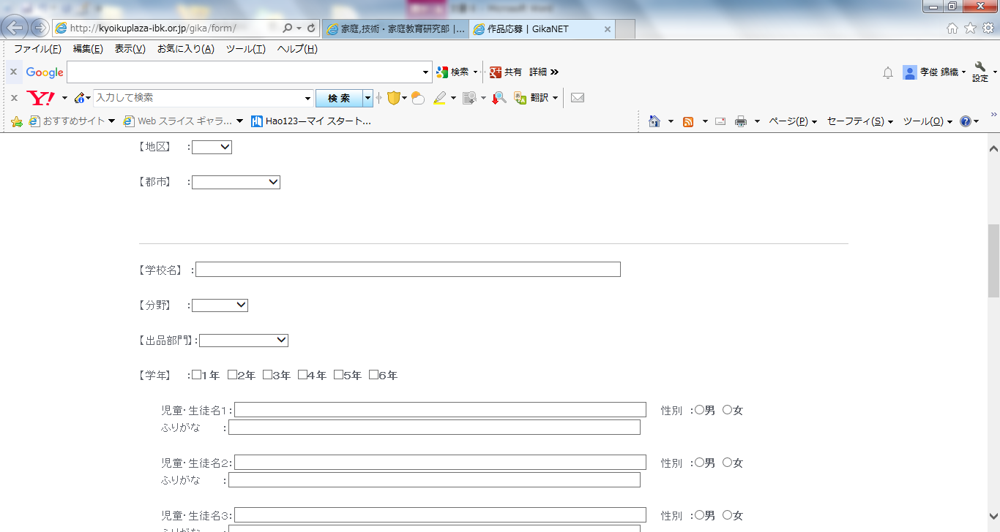 http://kyoikuplaza-ibk.or.jp/gika/form/
家庭,技術・家庭教育研究部 |...
作品応募 | GikaNET
ファイル(F) 編集(E) 表示(V) お気に入り(A) ツール(T) ヘルプ(H)
x Google 検索 共有 詳細 »
孝俊 錦織 設定
x Y! 入力して検索 検 索 翻訳
おすすめサイト Web スライス ギャラ... Hao123ーマイ スタート...
ページ(P) セーフティ(S) ツール(O) »
【地区】 :
【郡市】 :
【学校名】 :
【分野】 :
【出品部門】:
【学年】 :□1年 □2年 □3年 □4年 □5年 □6年
児童・生徒名1: 性別 :○男 ○女
ふりがな :
児童・生徒名2: 性別 :○男 ○女
ふりがな :
児童・生徒名3: 性別 :○男 ○女
ふりがな :